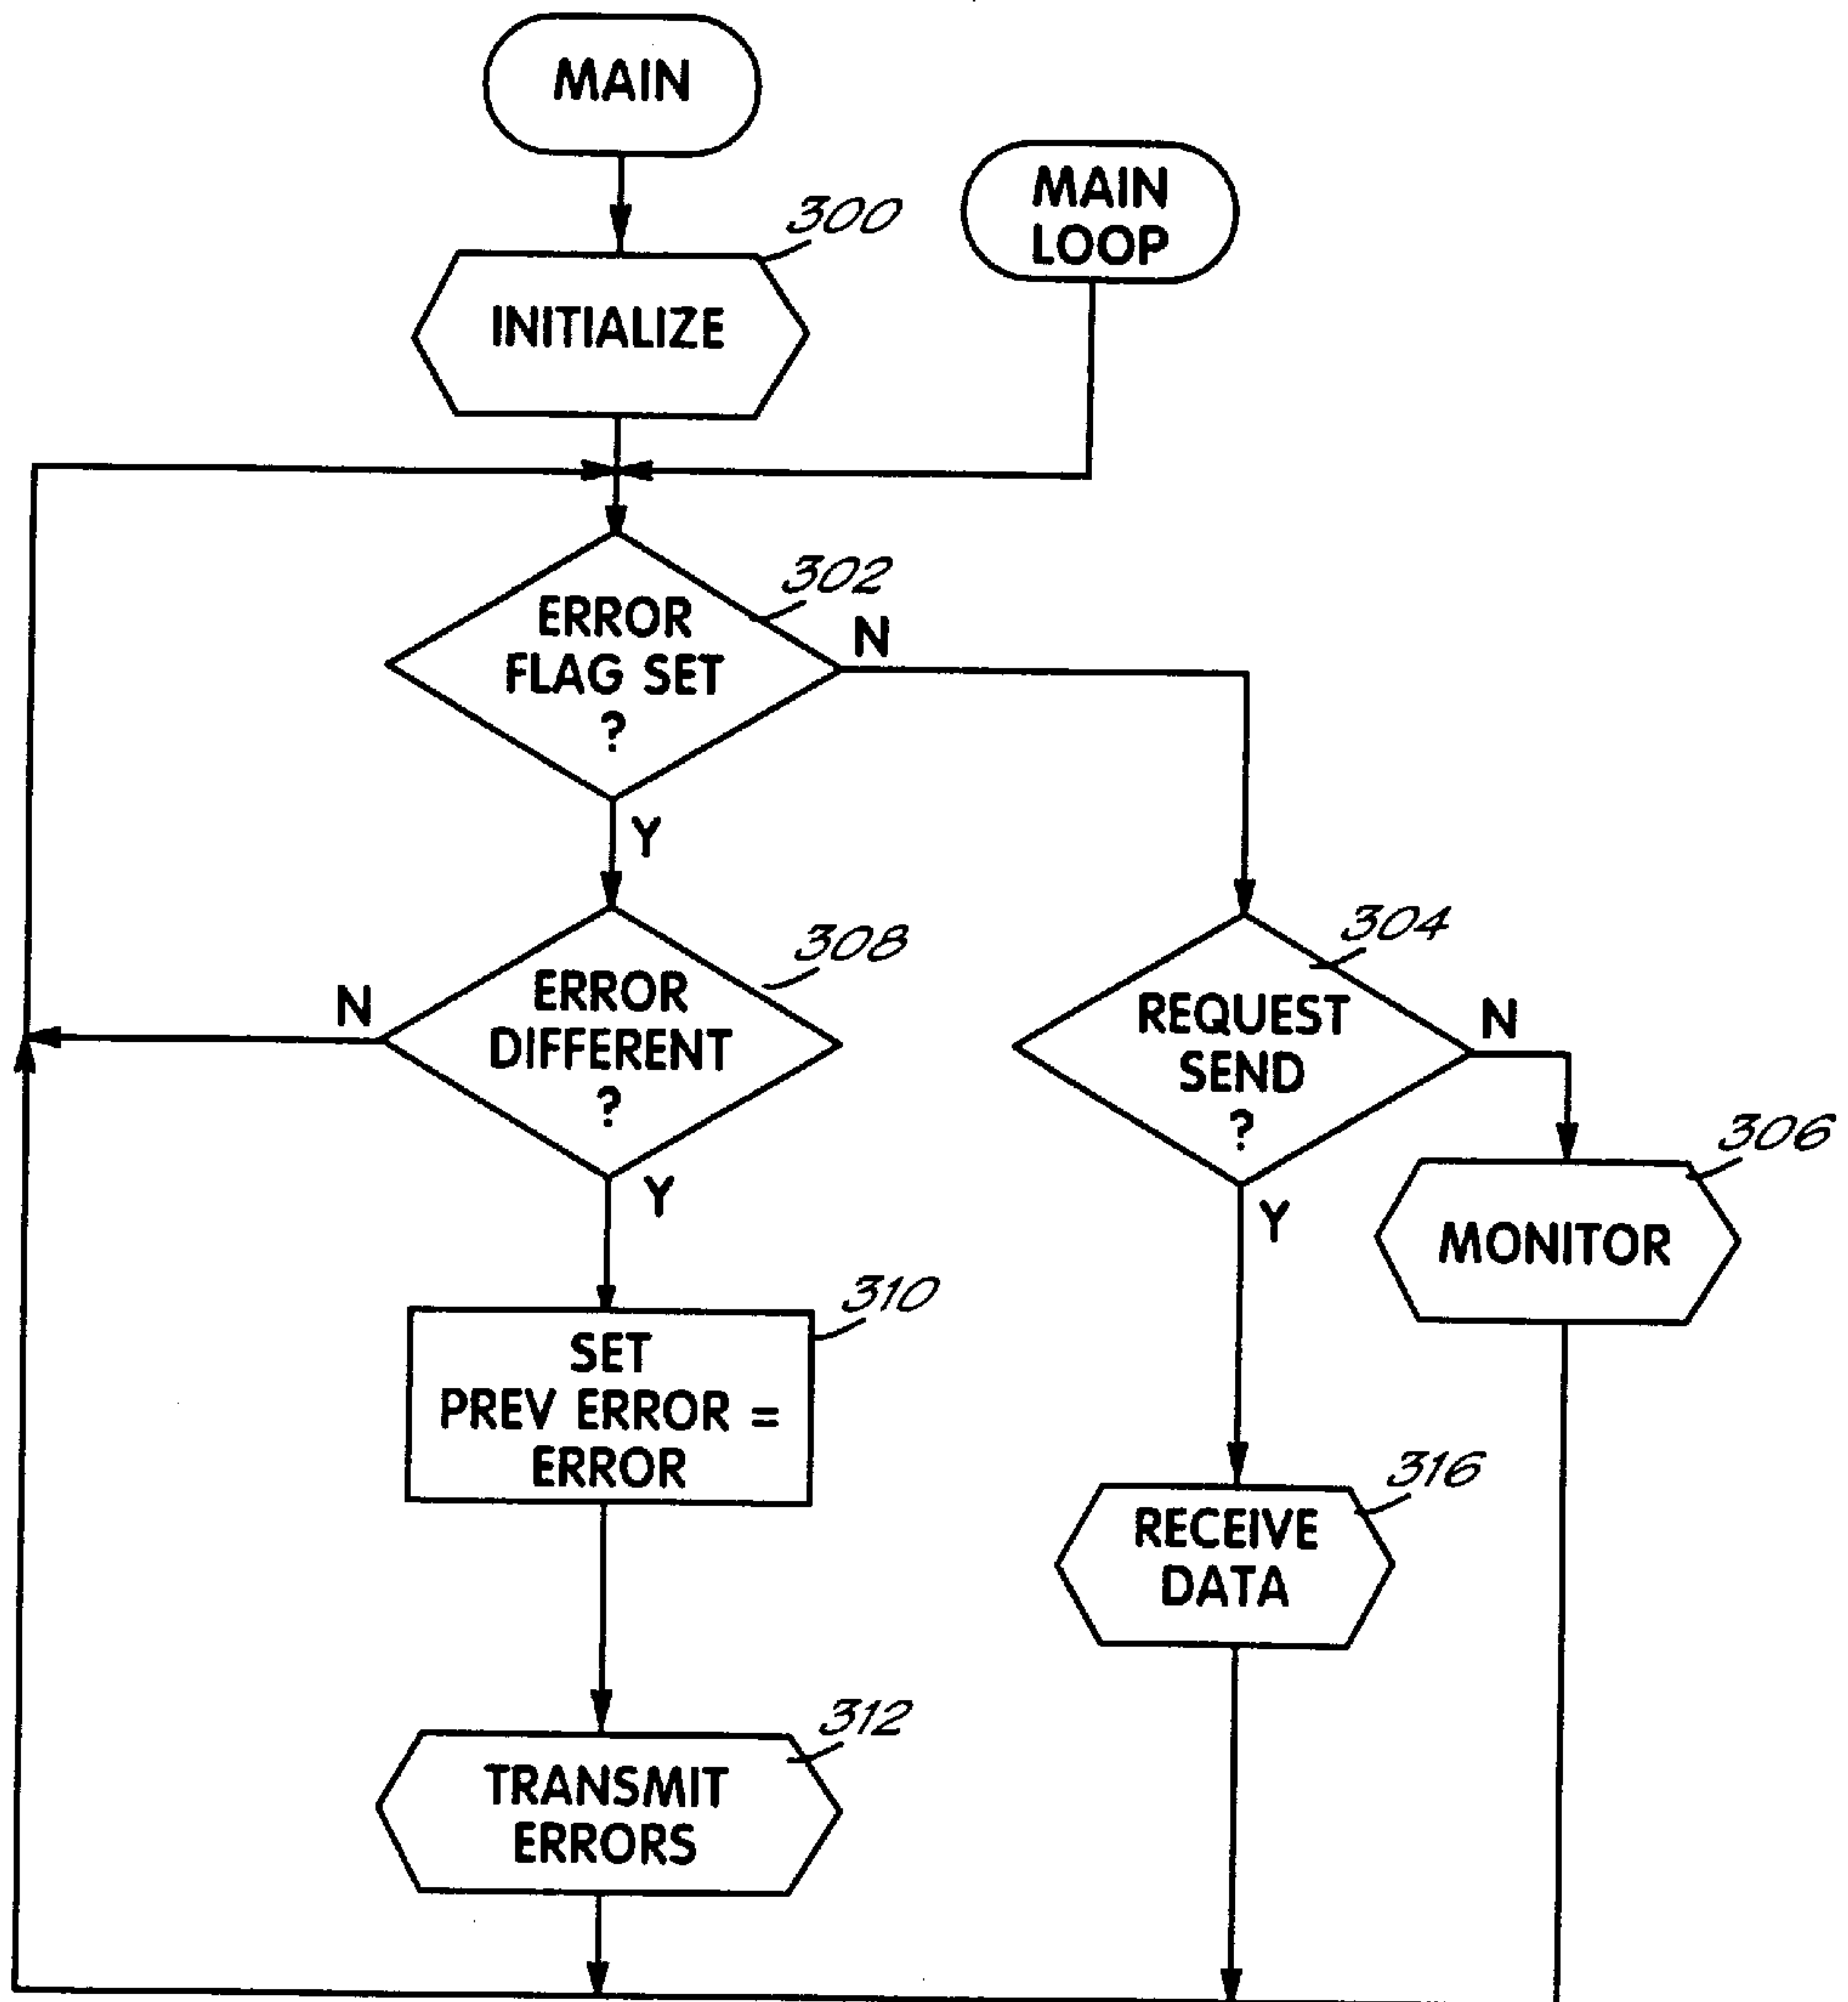 MAIN
MAIN
LOOP
300
INITIALIZE
302
ERROR
FLAG SET
?
N
Y
308
ERROR
DIFFERENT
?
N
Y
304
REQUEST
SEND
?
N
Y
306
MONITOR
310
SET
PREV ERROR =
ERROR
316
RECEIVE
DATA
312
TRANSMIT
ERRORS